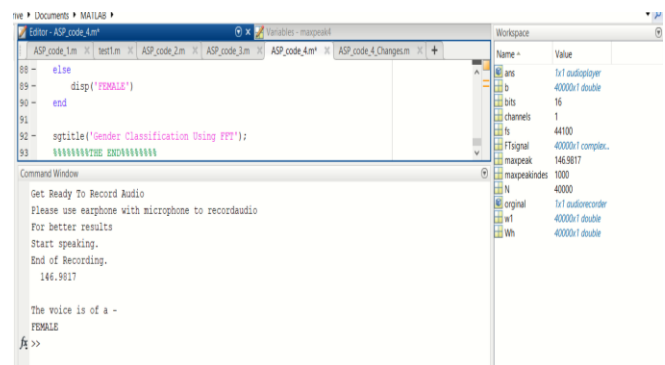 nive ▸ Documents ▸ MATLAB ▸
Editor - ASP_code_4.m*
Variables - maxpeak4
ASP_code_1.m × test1.m × ASP_code_2.m × ASP_code_3.m × ASP_code_4.m* × ASP_code_4_Changes.m × +
88 - else
89 - disp('FEMALE')
90 - end
91
92 - sgtitle('Gender Classification Using FFT');
93 %%%%%%%%THE END%%%%%%%%
Command Window
Get Ready To Record Audio
Please use earphone with microphone to recordaudio
For better results
Start speaking.
End of Recording.
146.9817
The voice is of a -
FEMALE
fx >>
Workspace
Name Value
ans 1x1 audioplayer
b 40000x1 double
bits 16
channels 1
fs 44100
FTsignal 40000x1 complex...
maxpeak 146.9817
maxpeakindes 1000
N 40000
orginal 1x1 audiorecorder
w1 40000x1 double
Wh 40000x1 double